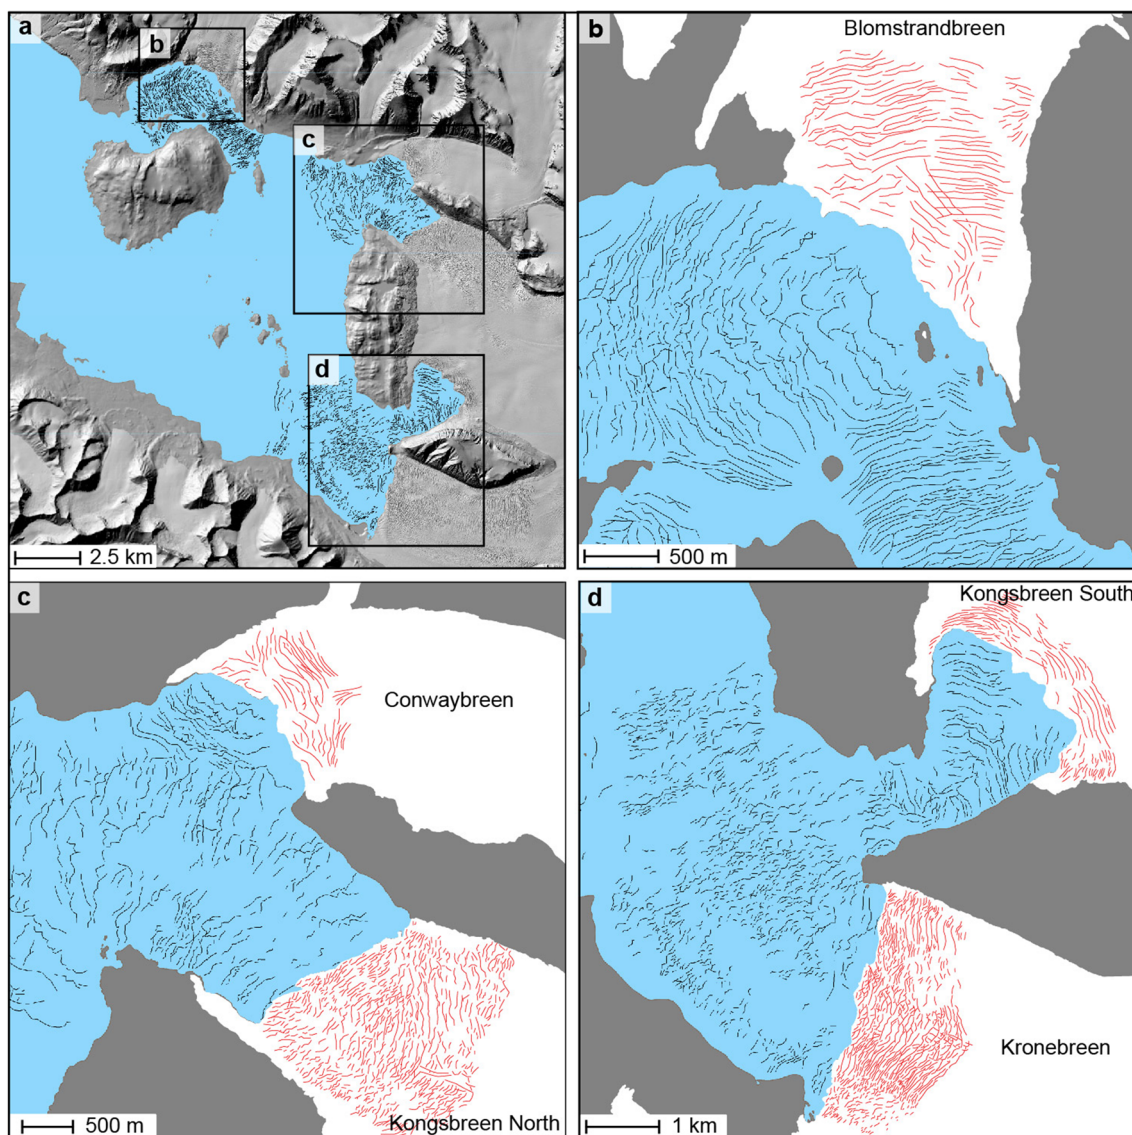 a
b
c
d
2.5 km
b
Blomstrandbreen
500 m
c
Conwaybreen
Kongsbreen North
500 m
d
Kongsbreen South
Kronebreen
1 km